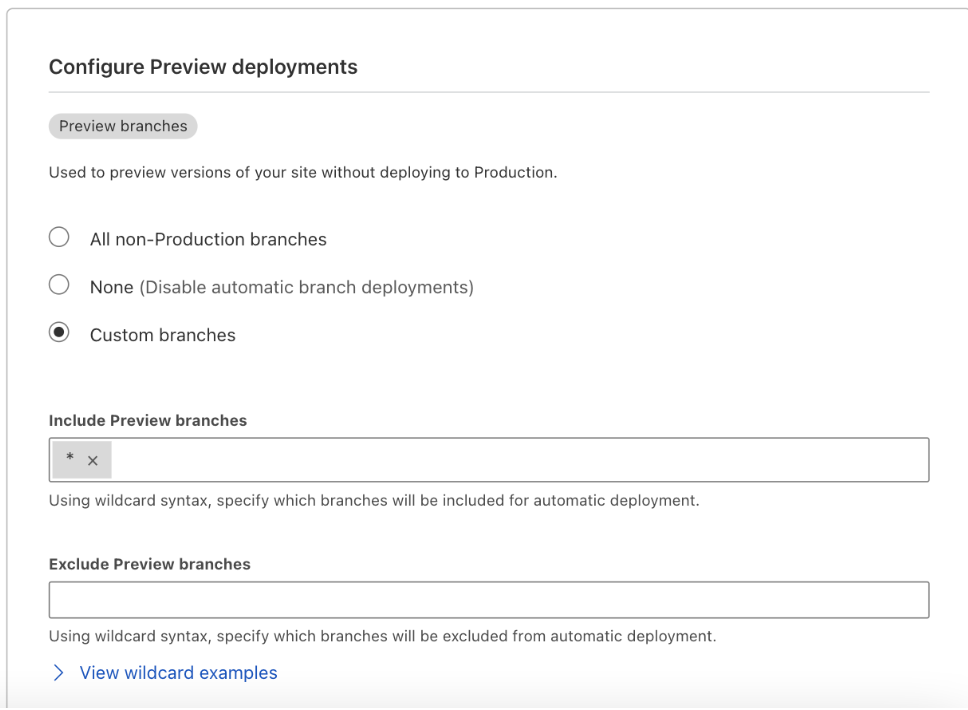 Configure Preview deployments
Preview branches
Used to preview versions of your site without deploying to Production.
All non-Production branches
None (Disable automatic branch deployments)
Custom branches
Include Preview branches
* ×
Using wildcard syntax, specify which branches will be included for automatic deployment.
Exclude Preview branches
Using wildcard syntax, specify which branches will be excluded from automatic deployment.
View wildcard examples